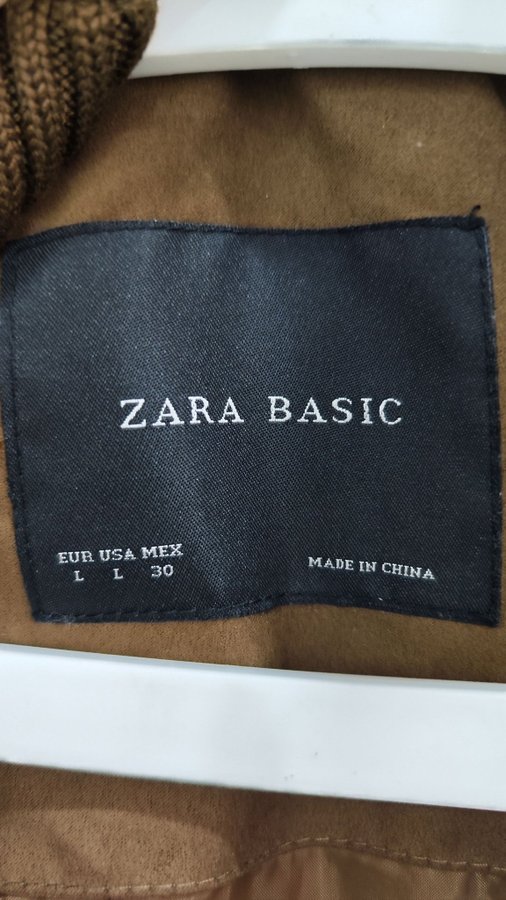 ZARA BASIC
EUR USA MEX
L L 30
MADE IN CHINA